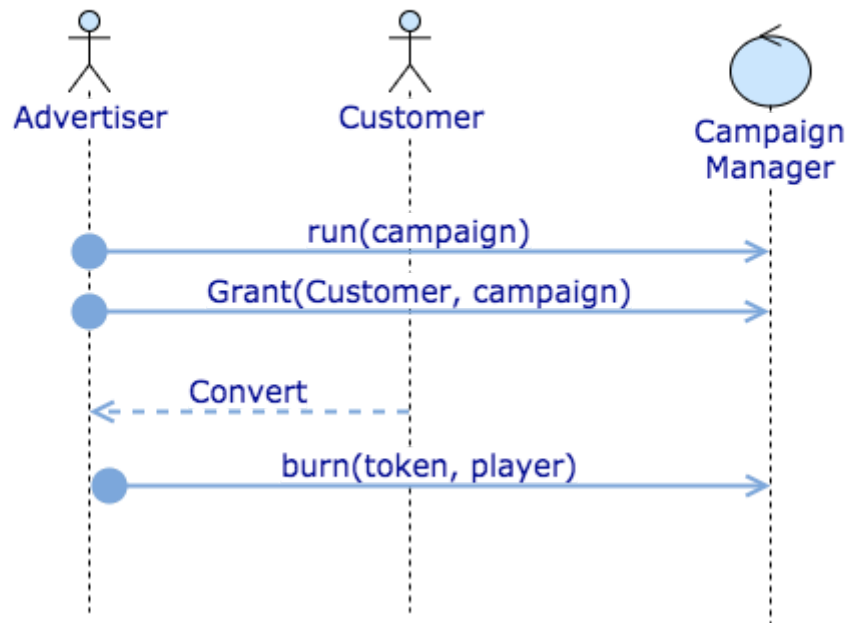 Advertiser
Customer
Campaign
Manager
run(campaign)
Grant(Customer, campaign)
Convert
burn(token, player)